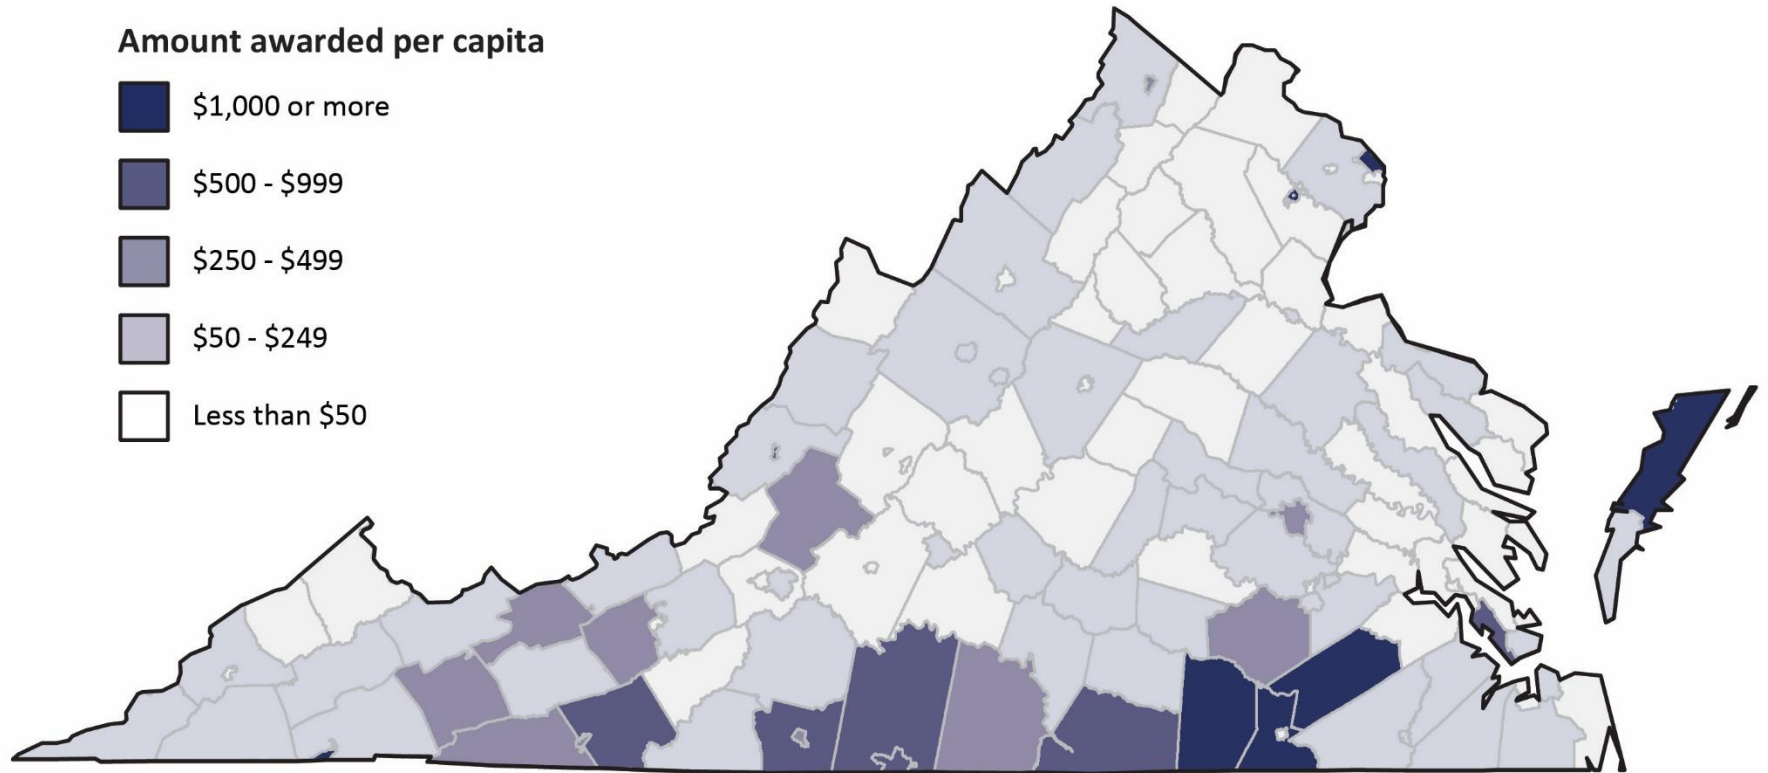 Amount awarded per capita
$1,000 or more
$500 - $999
$250 - $499
$50 - $249
Less than $50